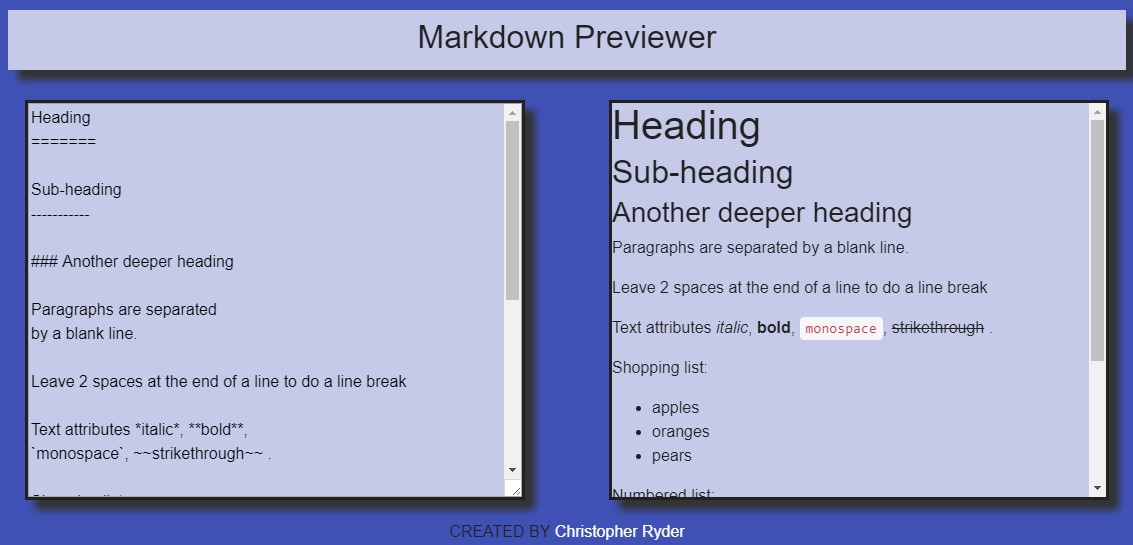 Markdown Previewer
Heading
=======
Sub-heading
-----------
### Another deeper heading
Paragraphs are separated
by a blank line.
Leave 2 spaces at the end of a line to do a line break
Text attributes *italic*, **bold**,
`monospace`, ~~strikethrough~~ .
Heading
Sub-heading
Another deeper heading
Paragraphs are separated by a blank line.
Leave 2 spaces at the end of a line to do a line break
Text attributes italic, bold, monospace, strikethrough .
Shopping list:
apples
oranges
pears
Numbered list:
CREATED BY Christopher Ryder